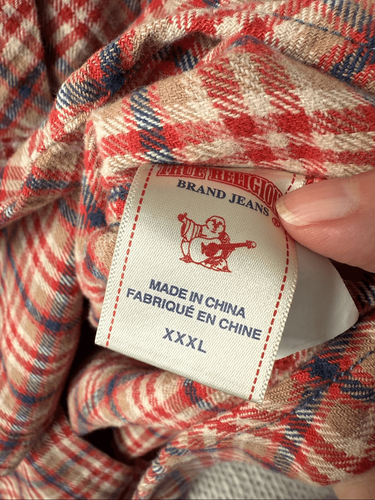 TRUE RELIGION
BRAND JEANS
MADE IN CHINA
FABRIQUÉ EN CHINE
XXXL